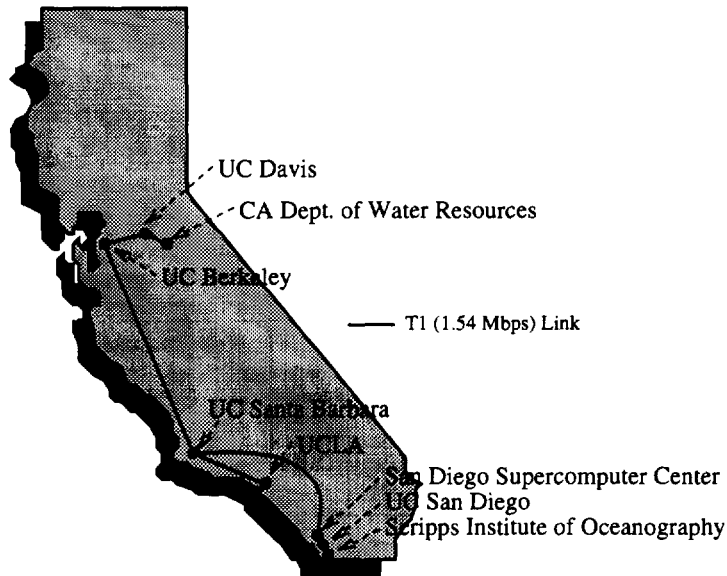 UC Davis
CA Dept. of Water Resources
UC Berkeley
T1 (1.54 Mbps) Link
UC Santa Barbara
UCLA
San Diego Supercomputer Center
UC San Diego
Scripps Institute of Oceanography